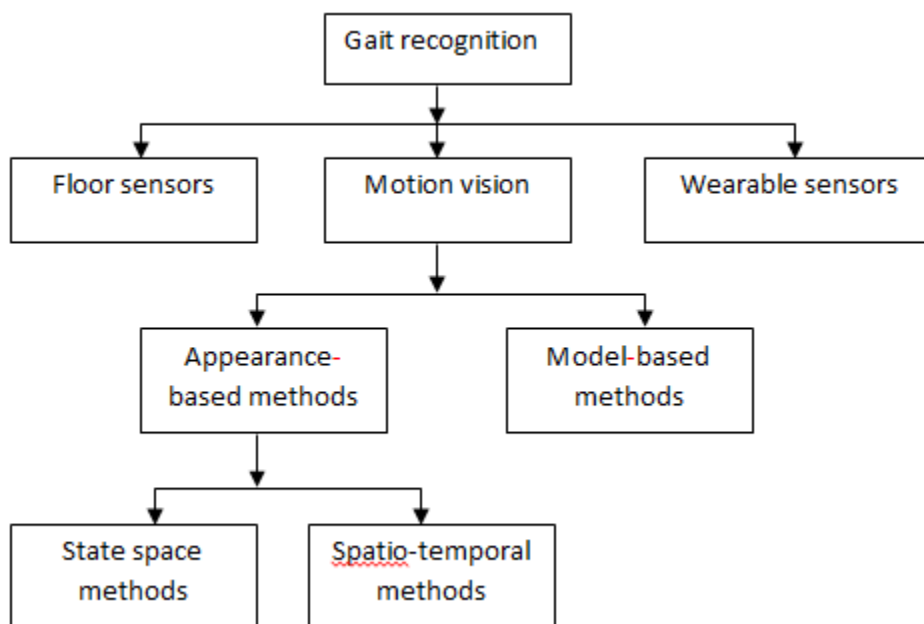 Gait recognition
Floor sensors
Motion vision
Wearable sensors
Appearance-
based methods
Model-based
methods
State space
methods
Spatio-temporal
methods